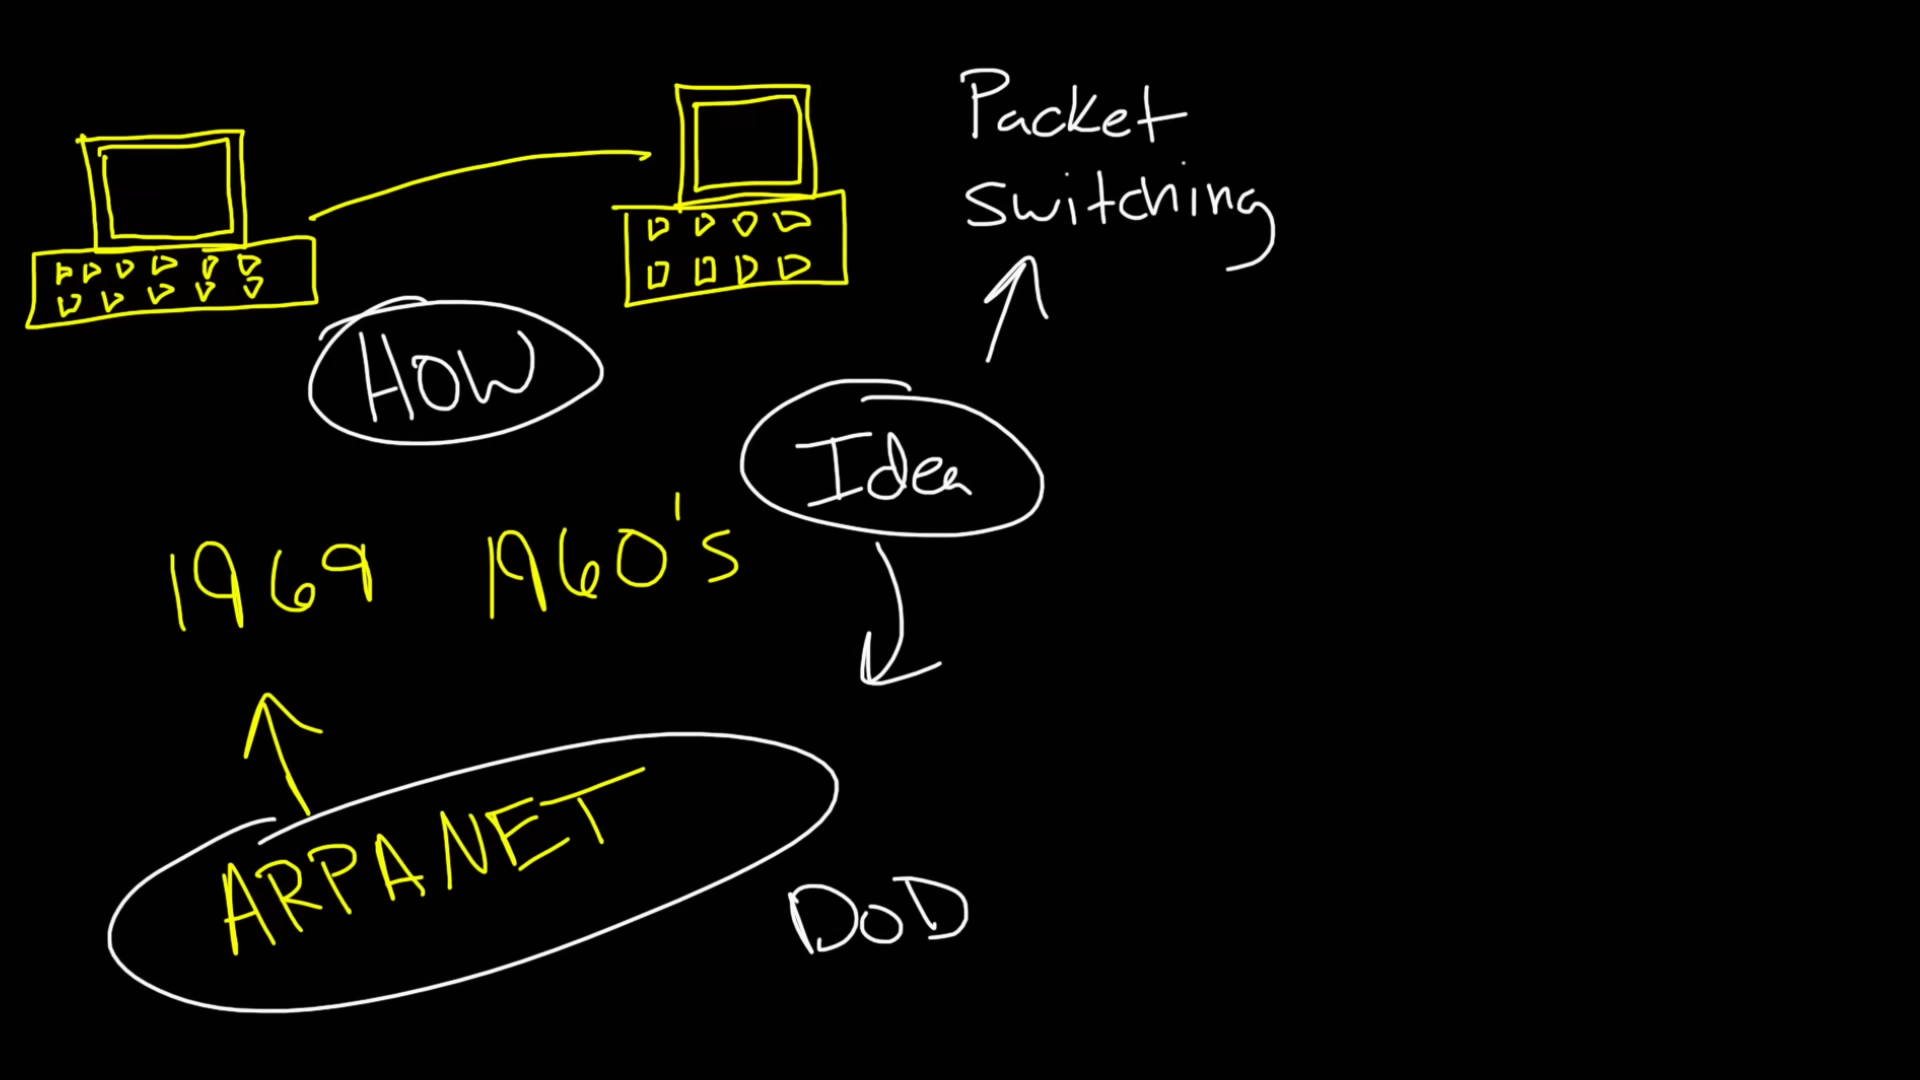 Packet
switching
HOW
Idea
1969 1960's
ARPANET
DoD